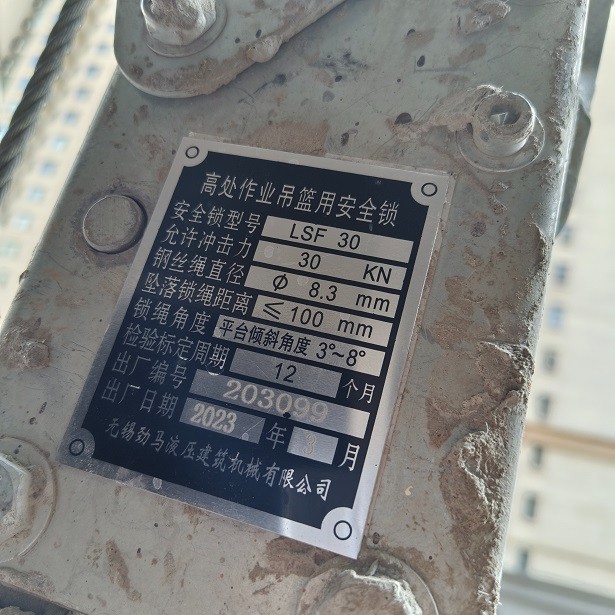 高处作业吊篮用安全锁
安全锁型号 LSF 30
允许冲击力 30 KN
钢丝绳直径 Φ 8.3 mm
坠落锁绳距离 ≤100 mm
锁绳角度 平台倾斜角度 3°~8°
检验标定周期 12 个月
出厂编号 203099
出厂日期 2023 年 3 月
无锡劲马液压建筑机械有限公司